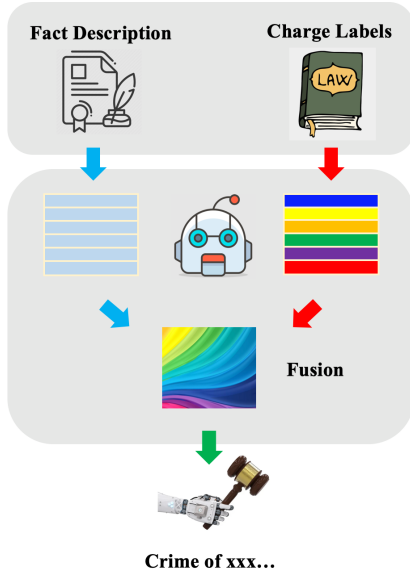 Fact Description
Charge Labels
LAW
Fusion
Crime of xxx...